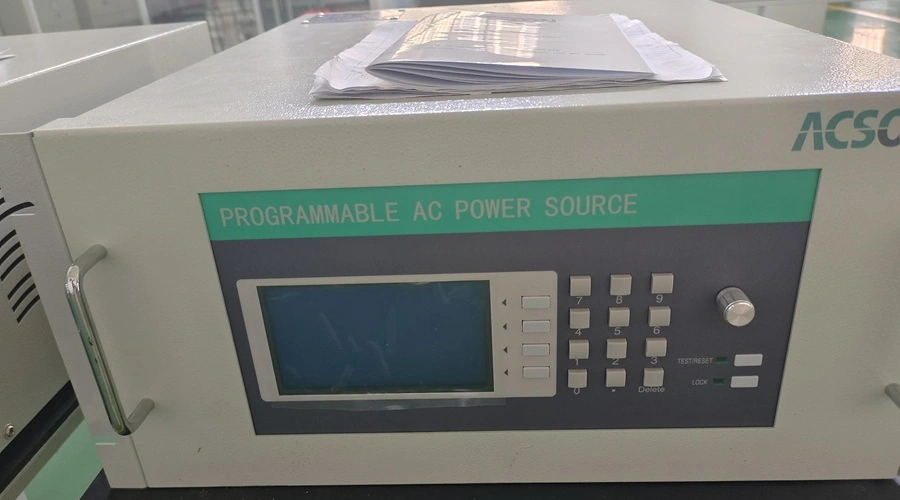 ACSO
PROGRAMMABLE AC POWER SOURCE
7 8 9
4 5 6
1 2 3
TEST/RESET
0 . Delete
LOCK